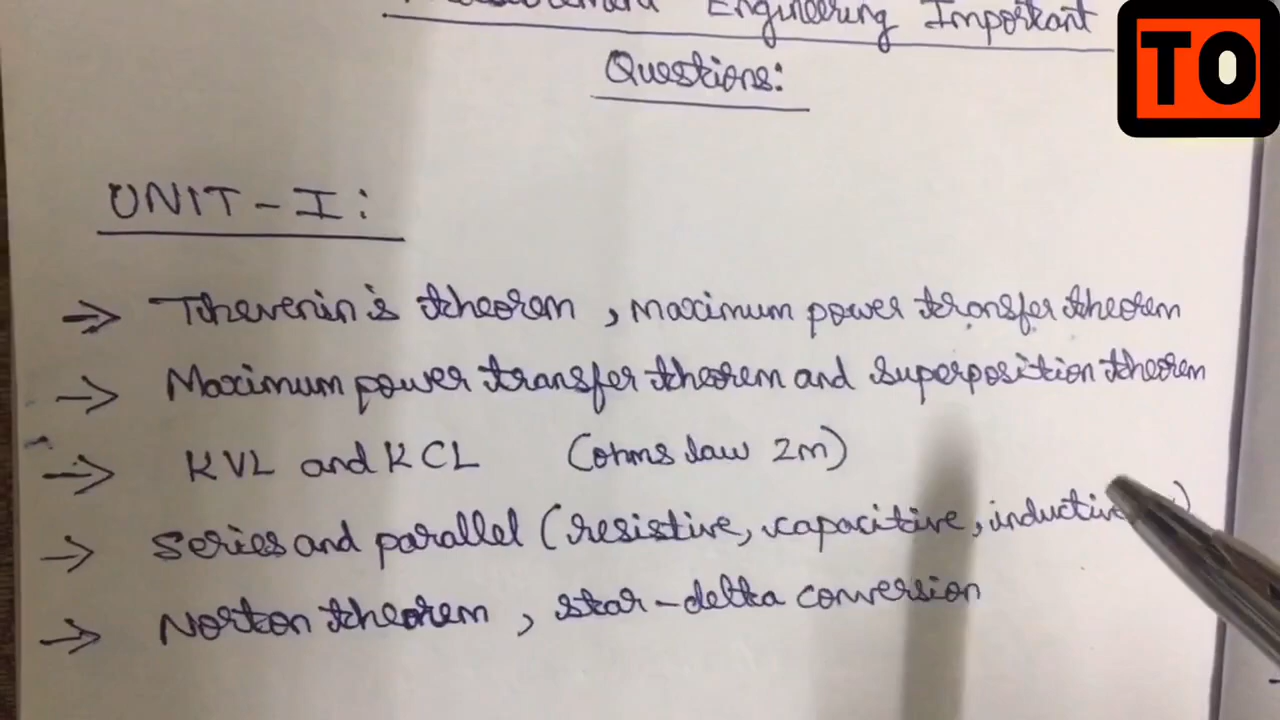 Engineering Important
Questions:
TO
UNIT-I:
→ Thevenin's theorem, Maximum power transfer theorem
→ Maximum power transfer theorem and superposition theorem
→ KVL and KCL (ohms law 2m)
→ Series and parallel (resistive, capacitive, inductive)
→ Norton theorem, star-delta conversion